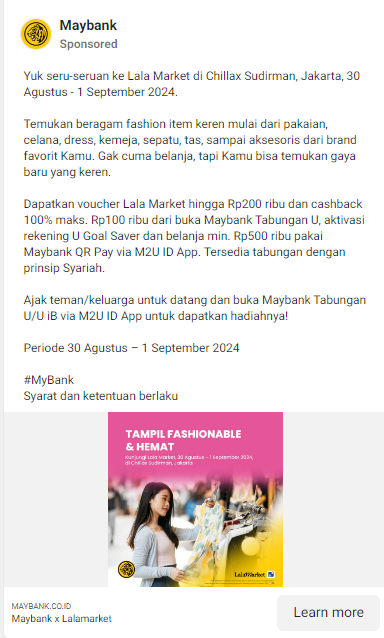 Maybank
Sponsored
Yuk seru-seruan ke Lala Market di Chillax Sudirman, Jakarta, 30
Agustus - 1 September 2024.
Temukan beragam fashion item keren mulai dari pakaian,
celana, dress, kemeja, sepatu, tas, sampai aksesoris dari brand
favorit Kamu. Gak cuma belanja, tapi Kamu bisa temukan gaya
baru yang keren.
Dapatkan voucher Lala Market hingga Rp200 ribu dan cashback
100% maks. Rp100 ribu dari buka Maybank Tabungan U, aktivasi
rekening U Goal Saver dan belanja min. Rp500 ribu pakai
Maybank QR Pay via M2U ID App. Tersedia tabungan dengan
prinsip Syariah.
Ajak teman/keluarga untuk datang dan buka Maybank Tabungan
U/U iB via M2U ID App untuk dapatkan hadiahnya!
Periode 30 Agustus – 1 September 2024
#MyBank
Syarat dan ketentuan berlaku
TAMPIL FASHIONABLE
& HEMAT
Kunjungi Lala Market, 30 Agustus - 1 September 2024,
di Chillax Sudirman, Jakarta
LalaMarket
MAYBANK.CO.ID
Maybank x Lalamarket
Learn more